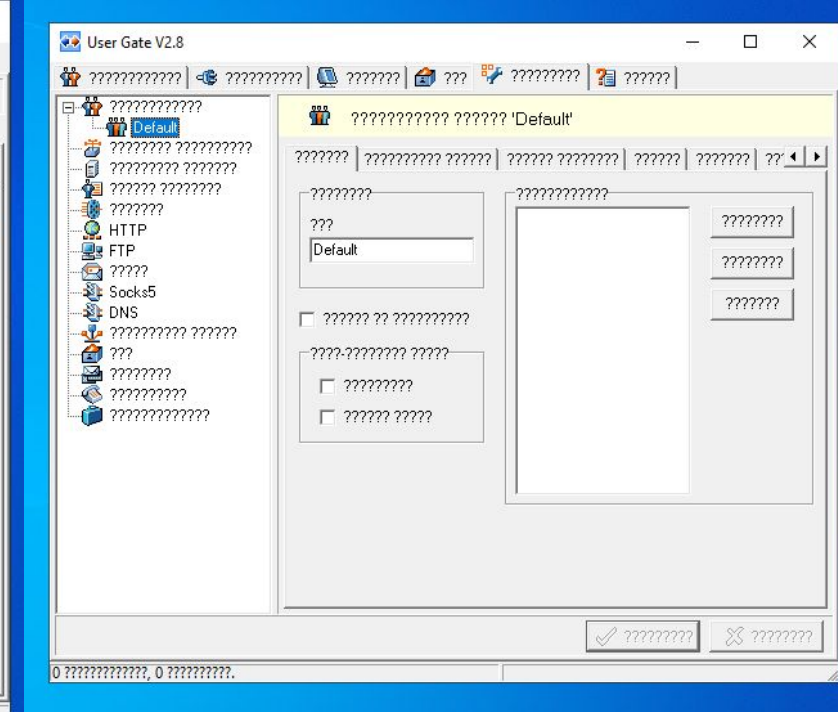 User Gate V2.8
???????????? ??????????? ??????? ??? ????????? ??????
????????????
Default
???????? ??????????
????????? ???????
?????? ????????
???????
HTTP
FTP
?????
Socks5
DNS
?????????? ??????
???
????????
??????????
?????????????
??????????? ?????? 'Default'
??????? ?????????? ?????? ?????? ???????? ?????? ??????? ??
????????
???
Default
?????? ?? ??????????
????-???????? ?????
?????????
?????? ?????
????????????
????????
????????
???????
????????? ????????
0 ?????????????, 0 ??????????.